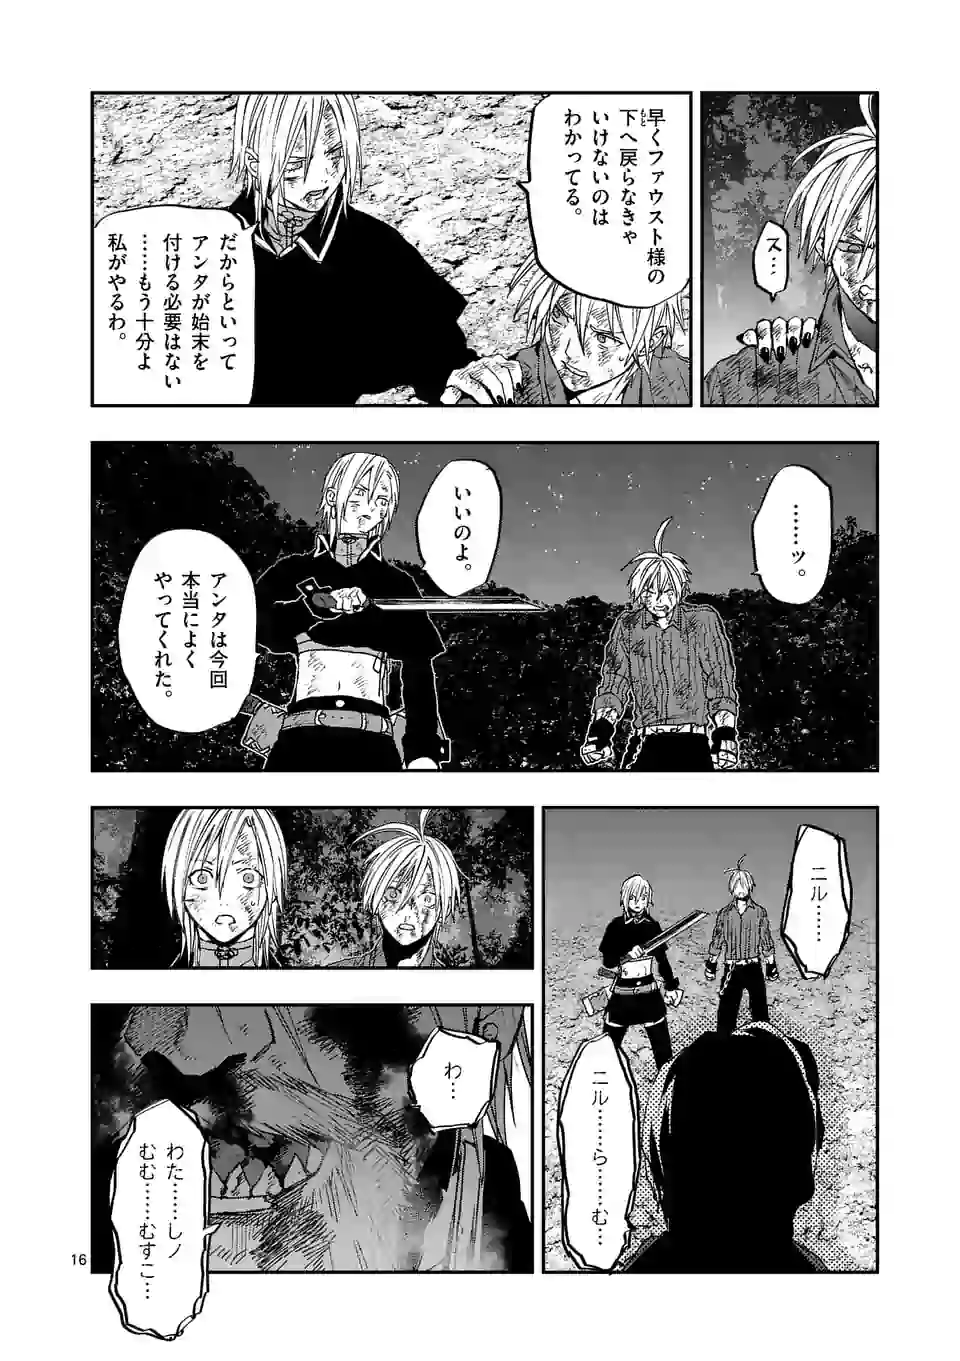 ス…
早くファウスト様の
下へ戻らなきゃ
いけないのは
わかってる。
だからといって
アンタが始末を
付ける必要はない
……もう十分よ
私がやるわ。
……ッ。
いいのよ。
アンタは今回
本当によく
やってくれた。
ニル……
ニル……ら……む…
わ…
わた……しノ
むむ……むすこ…
16